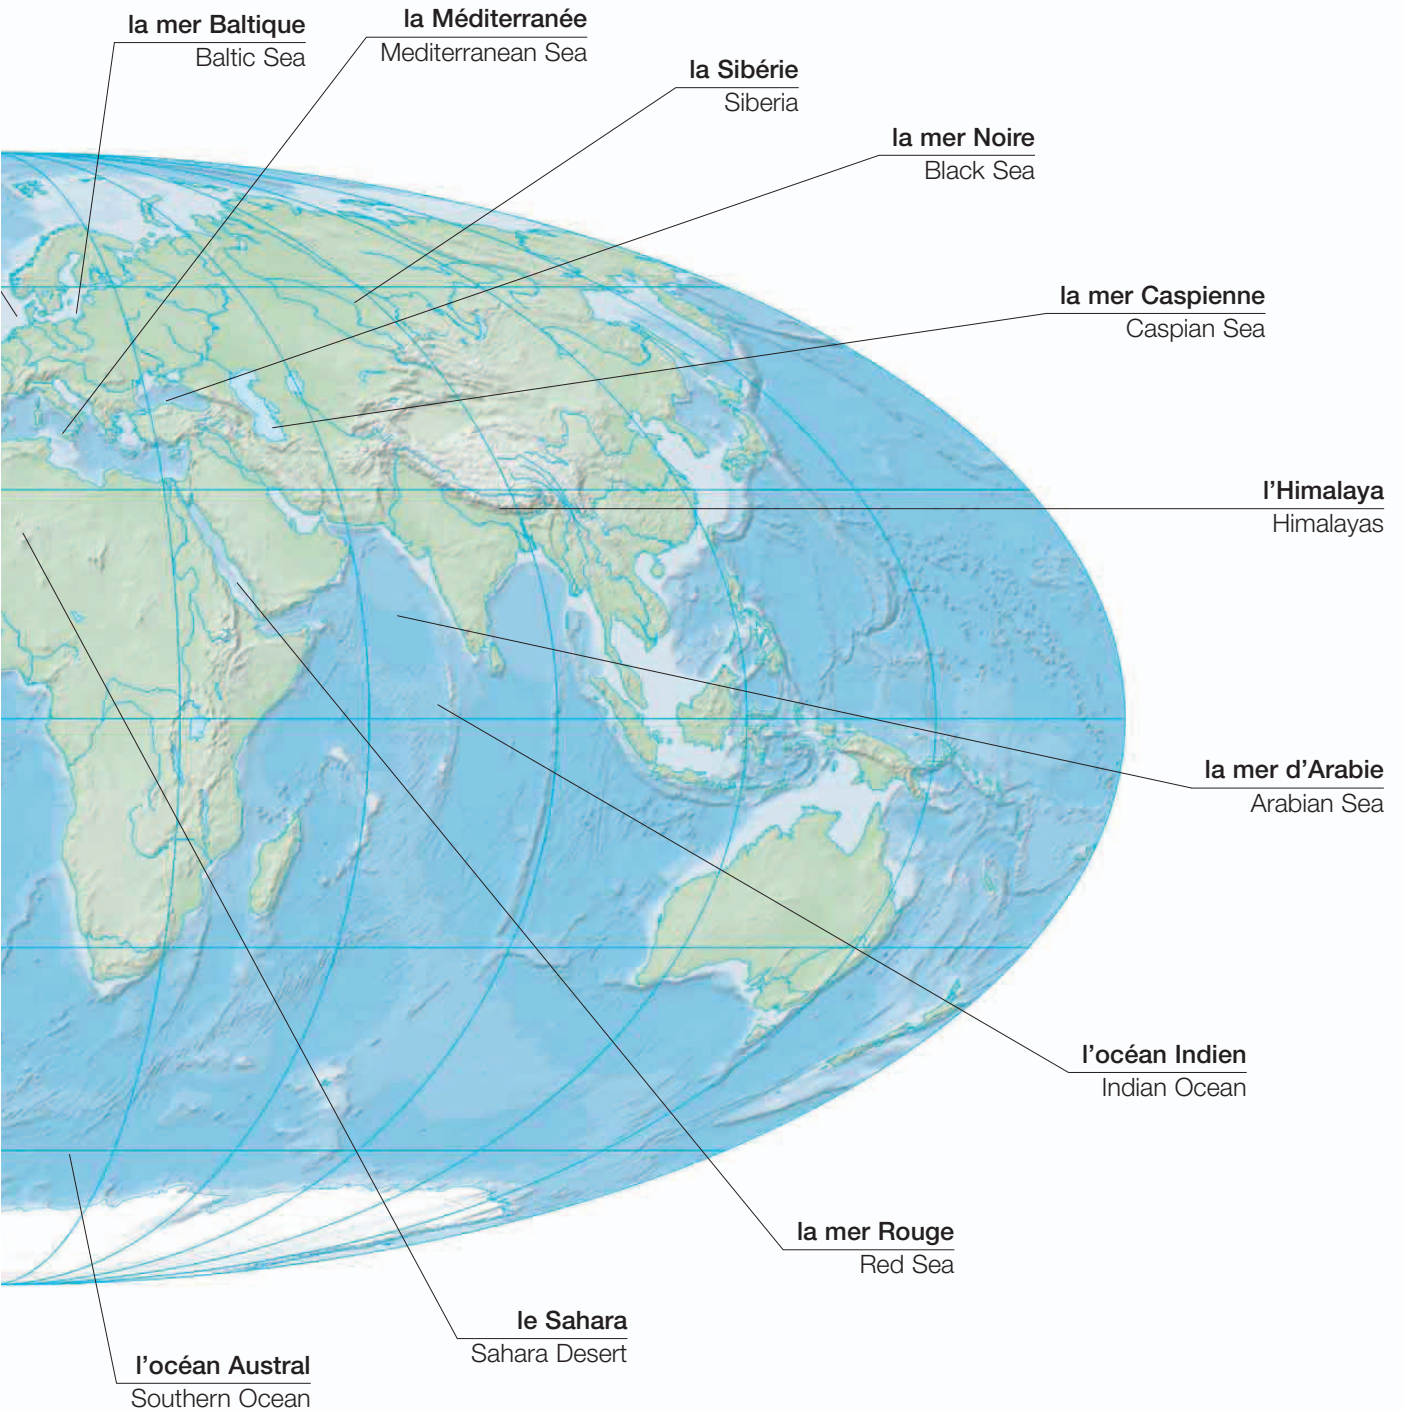 la mer Baltique
Baltic Sea
la Méditerranée
Mediterranean Sea
la Sibérie
Siberia
la mer Noire
Black Sea
la mer Caspienne
Caspian Sea
l'Himalaya
Himalayas
la mer d'Arabie
Arabian Sea
l'océan Indien
Indian Ocean
la mer Rouge
Red Sea
le Sahara
Sahara Desert
l'océan Austral
Southern Ocean